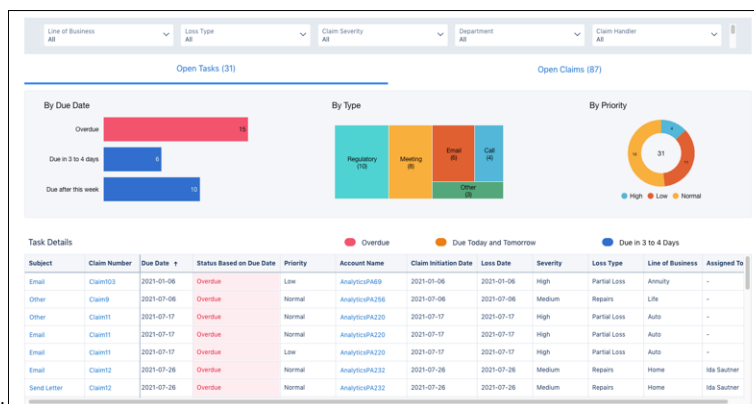 Line of Business
All
Loss Type
All
Claim Severity
All
Department
All
Claim Handler
All
Open Tasks (31)
Open Claims (87)
By Due Date
Overdue
15
Due in 3 to 4 days
6
Due after this week
10
By Type
Regulatory
(10)
Meeting
(8)
Email
(6)
Call
(4)
Other
(3)
By Priority
31
High Low Normal
Task Details
Overdue
Due Today and Tomorrow
Due in 3 to 4 Days
Subject Claim Number Due Date ↑ Status Based on Due Date Priority Account Name Claim Initiation Date Loss Date Severity Loss Type Line of Business Assigned To
Email Claim103 2021-01-06 Overdue Low AnalyticsPA69 2021-01-06 2021-01-06 High Partial Loss Annuity -
Other Claim9 2021-07-06 Overdue Normal AnalyticsPA256 2021-07-06 2021-07-06 Medium Repairs Life -
Other Claim11 2021-07-17 Overdue Normal AnalyticsPA220 2021-07-17 2021-07-17 High Partial Loss Auto -
Email Claim11 2021-07-17 Overdue Normal AnalyticsPA220 2021-07-17 2021-07-17 High Partial Loss Auto -
Email Claim11 2021-07-17 Overdue Low AnalyticsPA220 2021-07-17 2021-07-17 High Partial Loss Auto -
Email Claim12 2021-07-26 Overdue Normal AnalyticsPA232 2021-07-26 2021-07-26 Medium Repairs Home Ida Sautner
Send Letter Claim12 2021-07-26 Overdue Normal AnalyticsPA232 2021-07-26 2021-07-26 Medium Repairs Home Ida Sautner